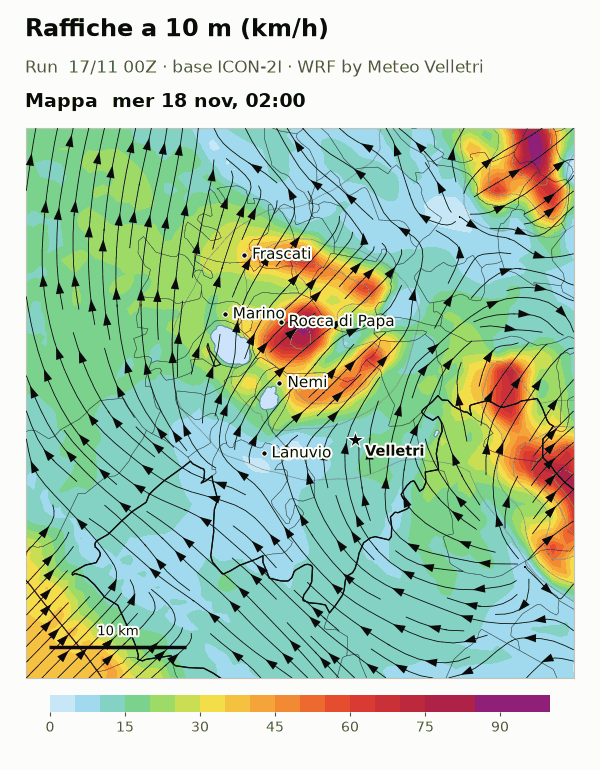 Raffiche a 10 m (km/h)
Run 17/11 00Z · base ICON-2I · WRF by Meteo Velletri
Mappa mer 18 nov, 02:00
Frascati
Marino
Rocca di Papa
Nemi
Velletri
Lanuvio
10 km
0 15 30 45 60 75 90